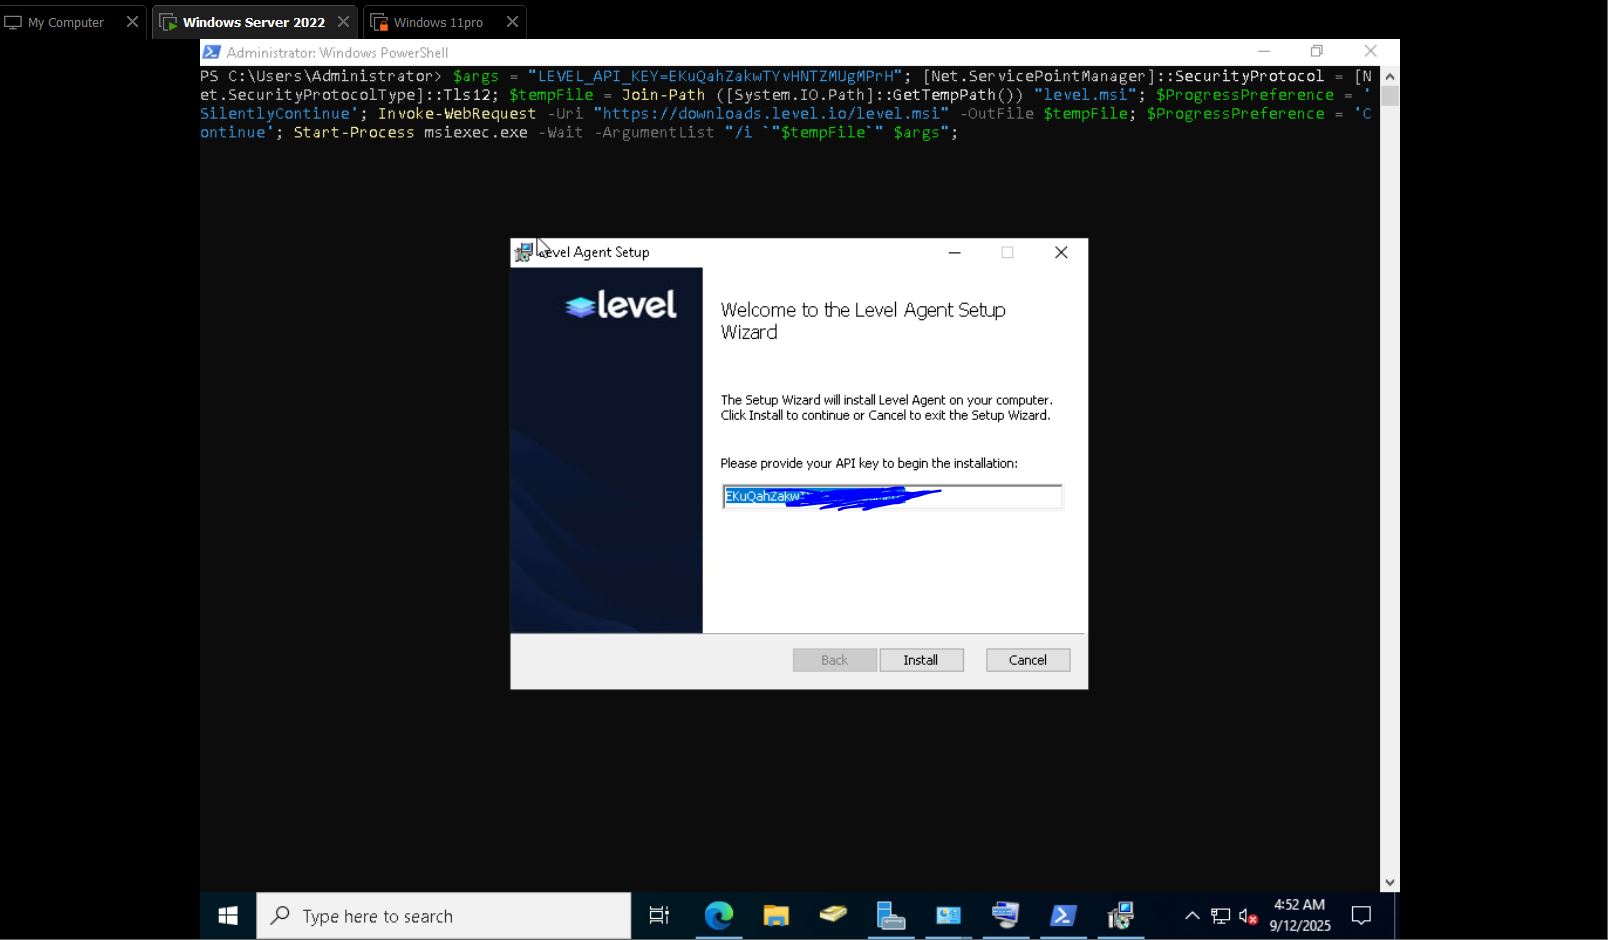 My Computer
Windows Server 2022
Windows 11pro
Administrator: Windows PowerShell
PS C:\Users\Administrator> $args = "LEVEL_API_KEY=EKuQahZakwTYvHNTZMUgMPrH"; [Net.ServicePointManager]::SecurityProtocol = [N
et.SecurityProtocolType]::Tls12; $tempFile = Join-Path ([System.IO.Path]::GetTempPath()) "level.msi"; $ProgressPreference = '
SilentlyContinue'; Invoke-WebRequest -Uri "https://downloads.level.io/level.msi" -OutFile $tempFile; $ProgressPreference = 'C
ontinue'; Start-Process msiexec.exe -Wait -ArgumentList "/i `"$tempFile`" $args";
Level Agent Setup
level
Welcome to the Level Agent Setup
Wizard
The Setup Wizard will install Level Agent on your computer.
Click Install to continue or Cancel to exit the Setup Wizard.
Please provide your API key to begin the installation:
EKuQahZakw
Back
Install
Cancel
Type here to search
4:52 AM
9/12/2025